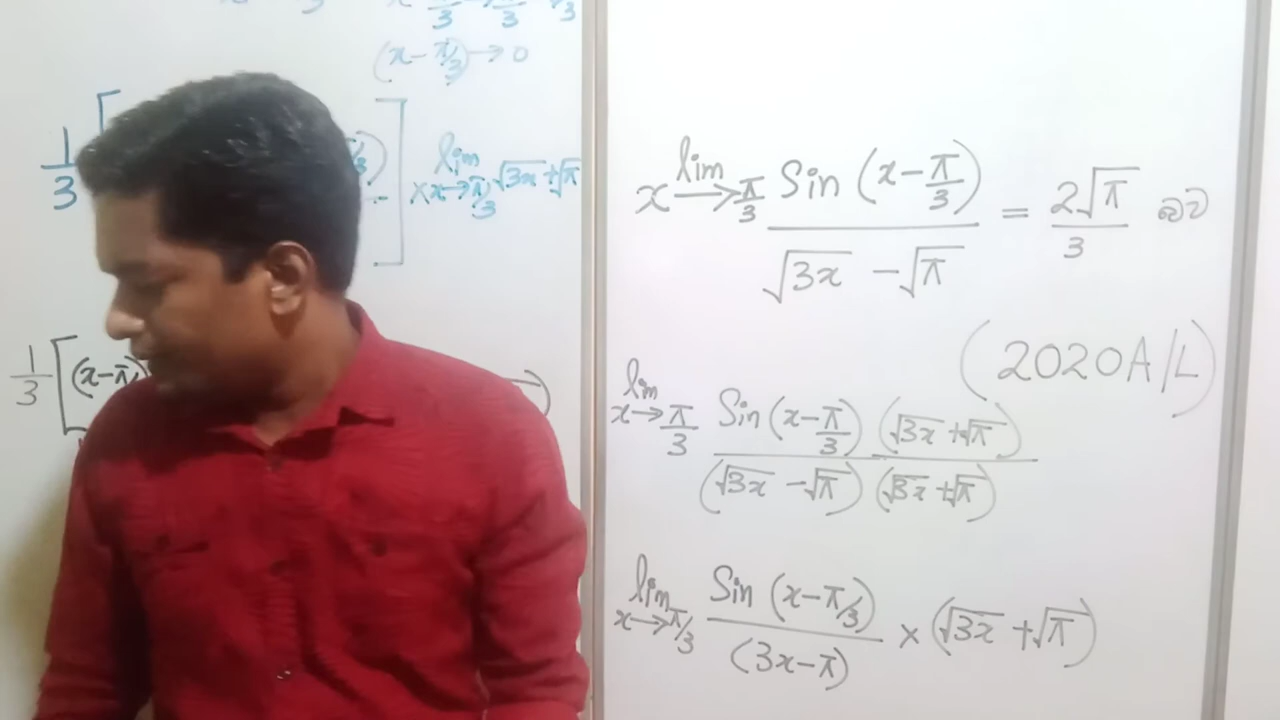 (x - π/3) → 0
1/3 [ ] lim x→π/3 √3x + √π
1/3 [ (x-π/
lim x→π/3 Sin (x - π/3) / √3x - √π = 2√π / 3 බව
(2020 A/L)
lim x→π/3 Sin (x - π/3) (√3x + √π) / (√3x - √π) (√3x + √π)
lim x→π/3 Sin (x - π/3) / (3x - π) × (√3x + √π)